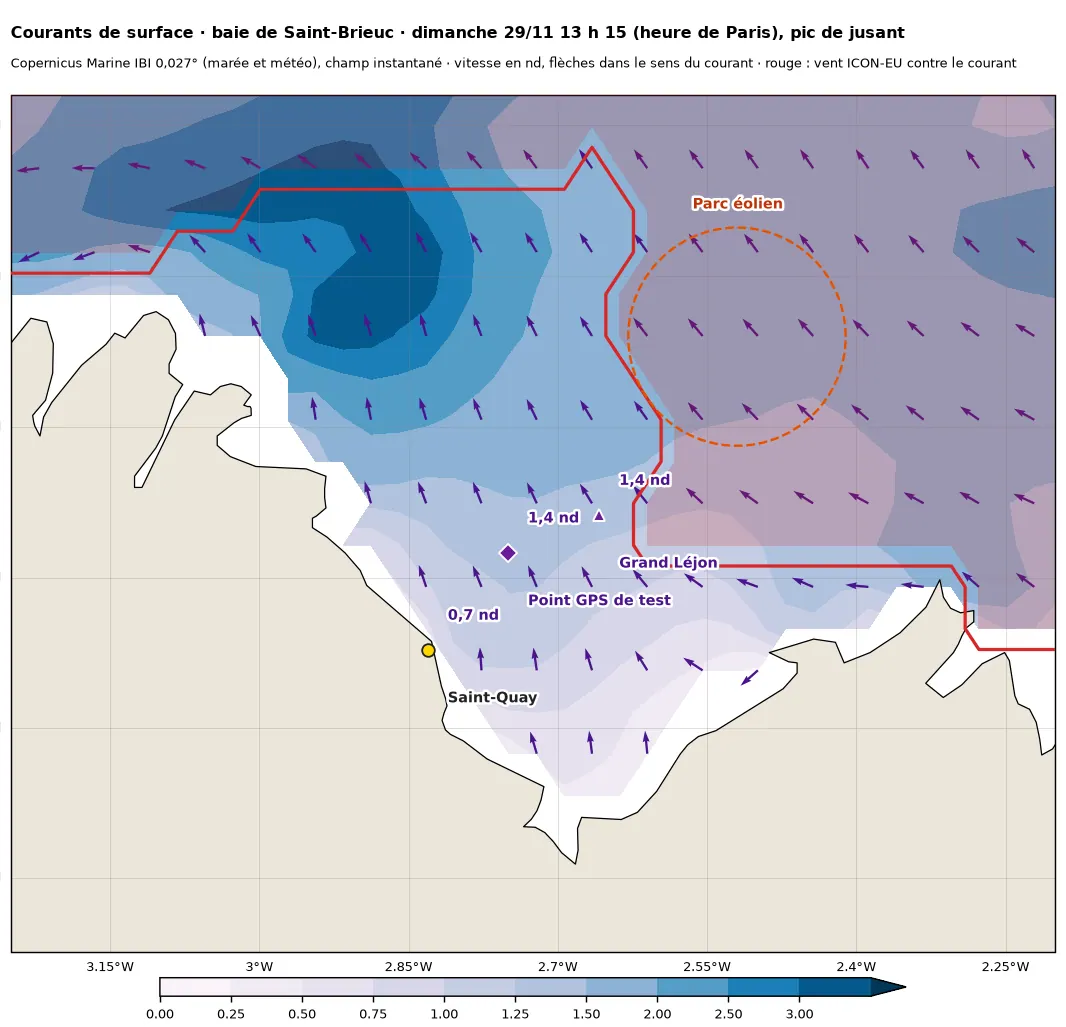 Courants de surface · baie de Saint-Brieuc · dimanche 29/11 13 h 15 (heure de Paris), pic de jusant
Copernicus Marine IBI 0,027° (marée et météo), champ instantané · vitesse en nd, flèches dans le sens du courant · rouge : vent ICON-EU contre le courant
Parc éolien
1,4 nd
1,4 nd
Grand Léjon
Point GPS de test
0,7 nd
Saint-Quay
3.15°W 3°W 2.85°W 2.7°W 2.55°W 2.4°W 2.25°W
0.00 0.25 0.50 0.75 1.00 1.25 1.50 2.00 2.50 3.00